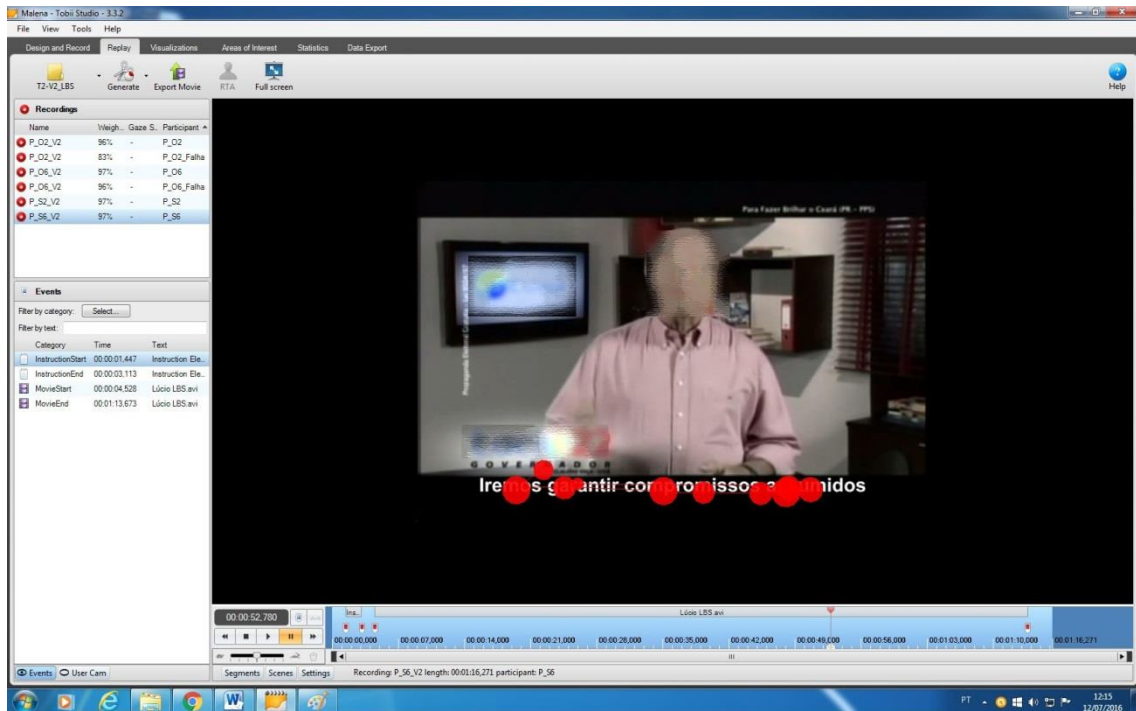 Malena - Tobii Studio - 3.3.2
File View Tools Help
Design and Record Replay Visualizations Areas of Interest Statistics Data Export
T2-V2_LBS Generate Export Movie RTA Full screen Help
Recordings
Name Weigh.. Gaze S.. Participant
P_O2_V2 96% - P_O2
P_O2_V2 83% - P_O2_Falha
P_O6_V2 97% - P_O6
P_O6_V2 96% - P_O6_Falha
P_S2_V2 97% - P_S2
P_S6_V2 97% - P_S6
Para Fazer Brilhar o Ceará (PR - PPS)
Propaganda Eleitoral Gratuita
GOVERNADOR
Iremos garantir compromissos assumidos
Events
Filter by category: Select...
Filter by text:
Category Time Text
InstructionStart 00:00:01,447 Instruction Ele..
InstructionEnd 00:00:03,113 Instruction Ele..
MovieStart 00:00:04,528 Lúcio LBS.avi
MovieEnd 00:01:13,673 Lúcio LBS.avi
00:00:52,780 Ins.. Lúcio LBS.avi
00:00:00,000 00:00:07,000 00:00:14,000 00:00:21,000 00:00:28,000 00:00:35,000 00:00:42,000 00:00:49,000 00:00:56,000 00:01:03,000 00:01:10,000 00:01:16,271
Events User Cam Segments Scenes Settings Recording: P_S6_V2 length: 00:01:16,271 participant: P_S6
PT 12:15
12/07/2016